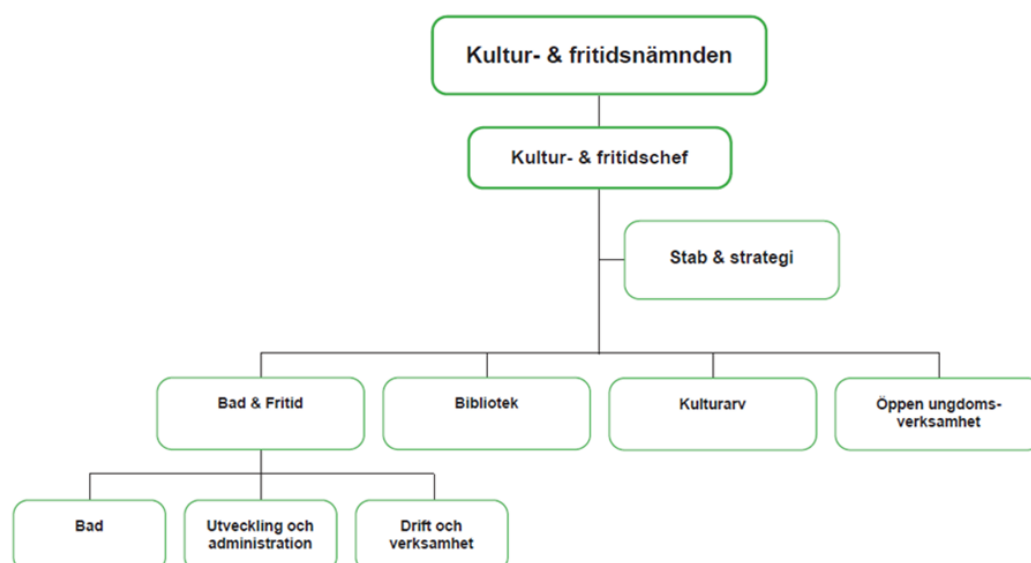 Kultur- & fritidsnämnden
Kultur- & fritidschef
Stab & strategi
Bad & Fritid
Bibliotek
Kulturarv
Öppen ungdoms-
verksamhet
Bad
Utveckling och
administration
Drift och
verksamhet